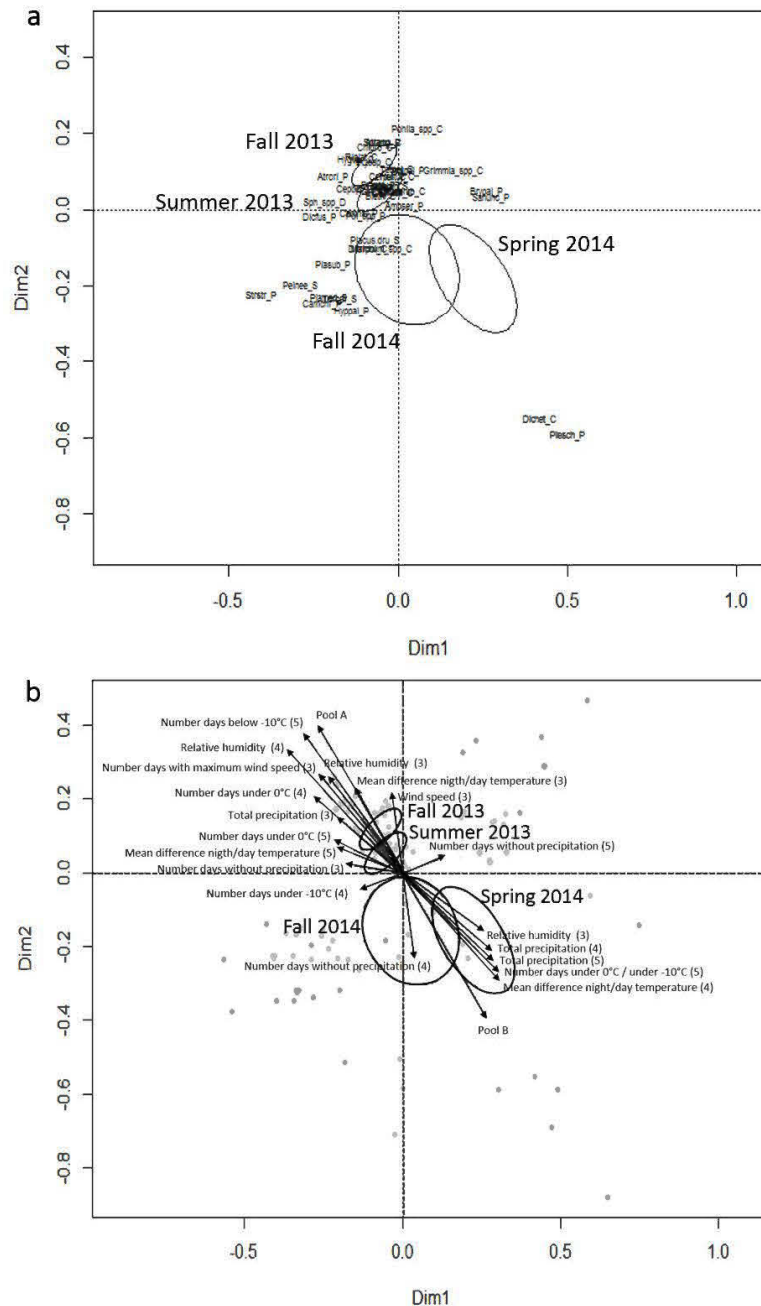 a
0.4
0.2
0.0
-0.2
-0.4
-0.6
-0.8
Dim2
Fall 2013
Pohlia_spp_C
Grimmia_spp_C
Atrori_P
Summer 2013
Sph_spp_D
Dicfus_P
Ambser_P
Brypal_P
Placus.dru_S
Plasub_P
Spring 2014
Pelnee_S
Strstr_P
Hyppal_P
Fall 2014
Dichet_C
Plesch_P
-0.5
0.0
0.5
1.0
Dim1
b
0.4
0.2
0.0
-0.2
-0.4
-0.6
-0.8
Dim2
Pool A
Number days below -10°C (5)
Relative humidity (4)
Relative humidity (3)
Number days with maximum wind speed (3)
Mean difference nigth/day temperature (3)
Number days under 0°C (4)
Wind speed (3)
Total precipitation (3)
Fall 2013
Number days under 0°C (5)
Summer 2013
Mean difference nigth/day temperature (5)
Number days without precipitation (5)
Number days without precipitation (3)
Number days under -10°C (4)
Spring 2014
Fall 2014
Relative humidity (3)
Total precipitation (4)
Total precipitation (5)
Number days without precipitation (4)
Number days under 0°C / under -10°C (5)
Mean difference night/day temperature (4)
Pool B
-0.5
0.0
0.5
1.0
Dim1